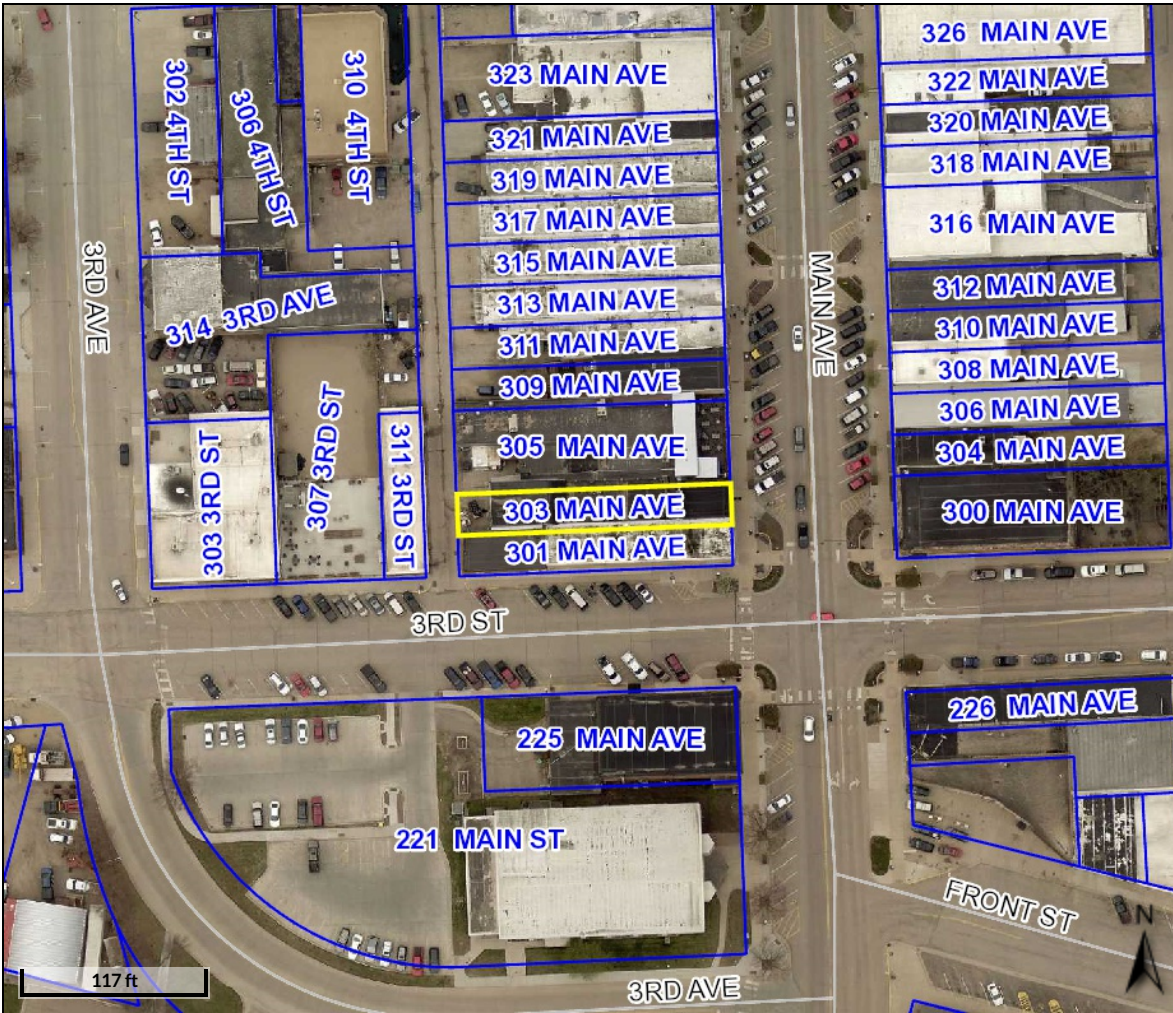 326 MAIN AVE
323 MAIN AVE
322 MAIN AVE
302 4TH ST
306 4TH ST
310 4TH ST
321 MAIN AVE
320 MAIN AVE
319 MAIN AVE
318 MAIN AVE
317 MAIN AVE
316 MAIN AVE
315 MAIN AVE
3RD AVE
314 3RD AVE
313 MAIN AVE
MAIN AVE
312 MAIN AVE
311 MAIN AVE
310 MAIN AVE
309 MAIN AVE
308 MAIN AVE
306 MAIN AVE
305 MAIN AVE
304 MAIN AVE
303 3RD ST
307 3RD ST
311 3RD ST
303 MAIN AVE
300 MAIN AVE
301 MAIN AVE
3RD ST
226 MAIN AVE
225 MAIN AVE
221 MAIN ST
FRONT ST
N
117 ft
3RD AVE